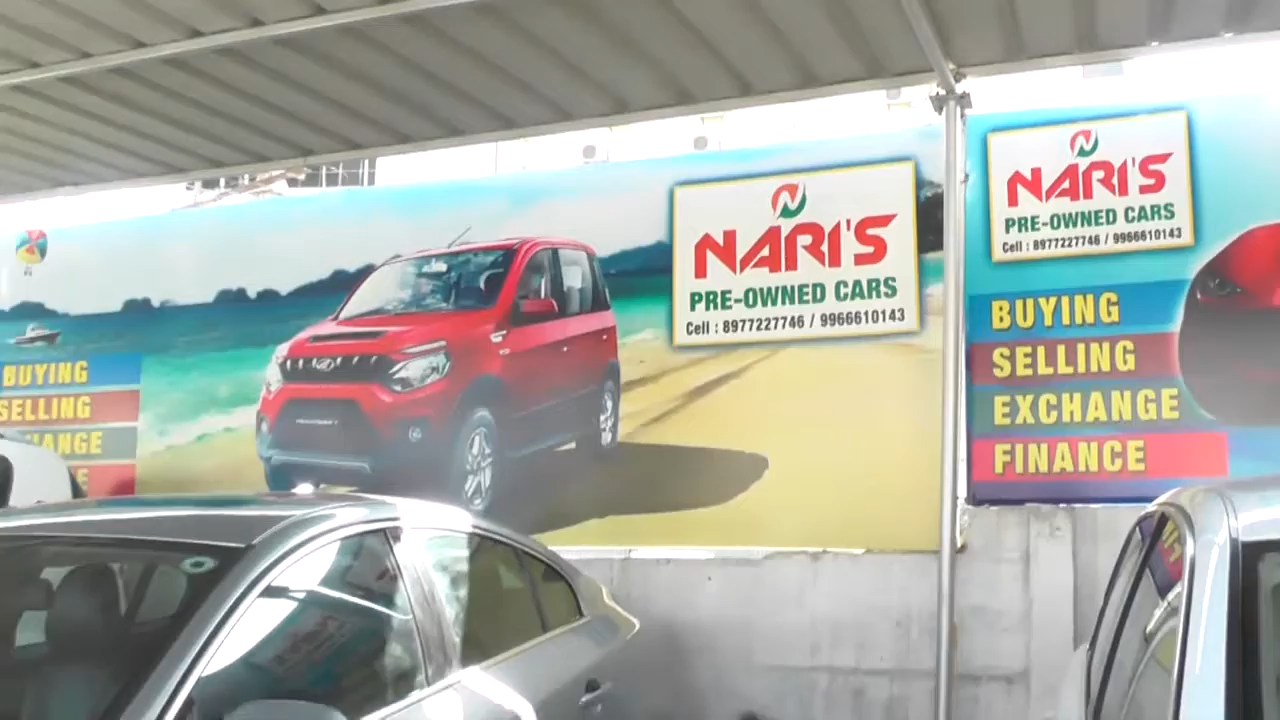 BUYING
SELLING
NARI'S
PRE-OWNED CARS
Cell : 8977227746 / 9966610143
NARI'S
PRE-OWNED CARS
Cell : 8977227746 / 9966610143
BUYING
SELLING
EXCHANGE
FINANCE